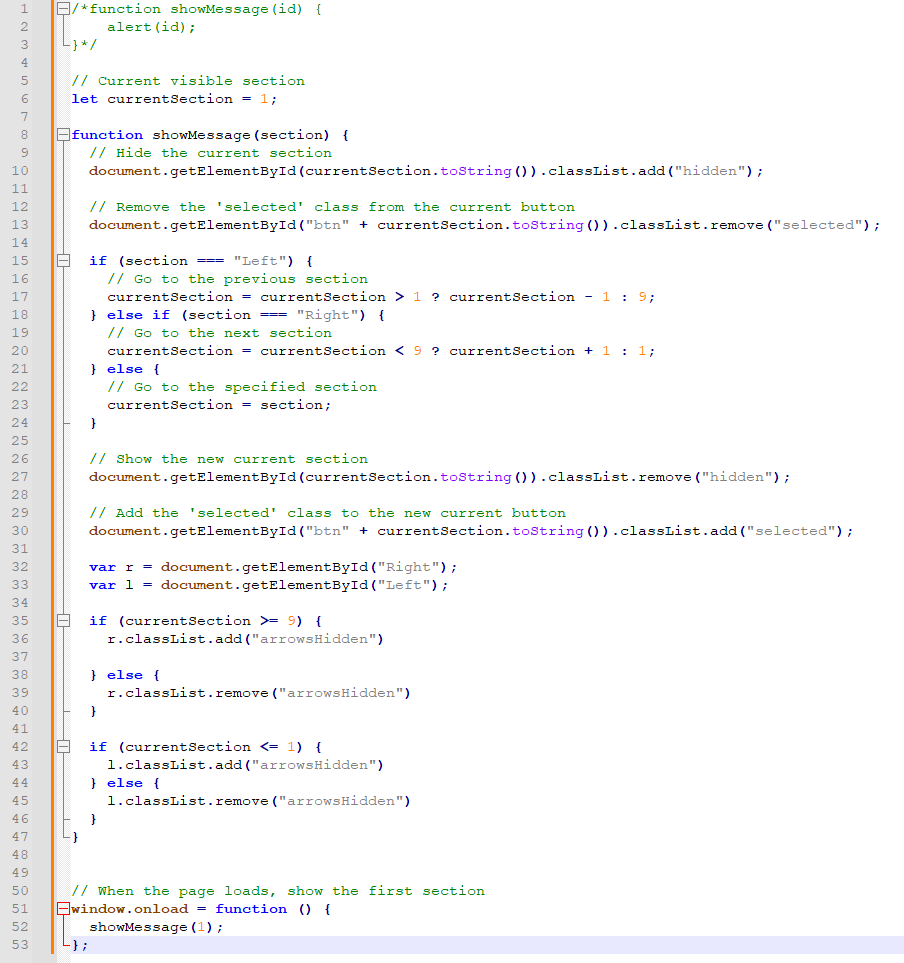 1 /*function showMessage(id) {
2     alert(id);
3 }*/
4
5 // Current visible section
6 let currentSection = 1;
7
8 function showMessage(section) {
9   // Hide the current section
10   document.getElementById(currentSection.toString()).classList.add("hidden");
11
12   // Remove the 'selected' class from the current button
13   document.getElementById("btn" + currentSection.toString()).classList.remove("selected");
14
15   if (section === "Left") {
16     // Go to the previous section
17     currentSection = currentSection > 1 ? currentSection - 1 : 9;
18   } else if (section === "Right") {
19     // Go to the next section
20     currentSection = currentSection < 9 ? currentSection + 1 : 1;
21   } else {
22     // Go to the specified section
23     currentSection = section;
24   }
25
26   // Show the new current section
27   document.getElementById(currentSection.toString()).classList.remove("hidden");
28
29   // Add the 'selected' class to the new current button
30   document.getElementById("btn" + currentSection.toString()).classList.add("selected");
31
32   var r = document.getElementById("Right");
33   var l = document.getElementById("Left");
34
35   if (currentSection >= 9) {
36     r.classList.add("arrowsHidden")
37
38   } else {
39     r.classList.remove("arrowsHidden")
40   }
41
42   if (currentSection <= 1) {
43     l.classList.add("arrowsHidden")
44   } else {
45     l.classList.remove("arrowsHidden")
46   }
47 }
48
49
50 // When the page loads, show the first section
51 window.onload = function () {
52   showMessage(1);
53 };